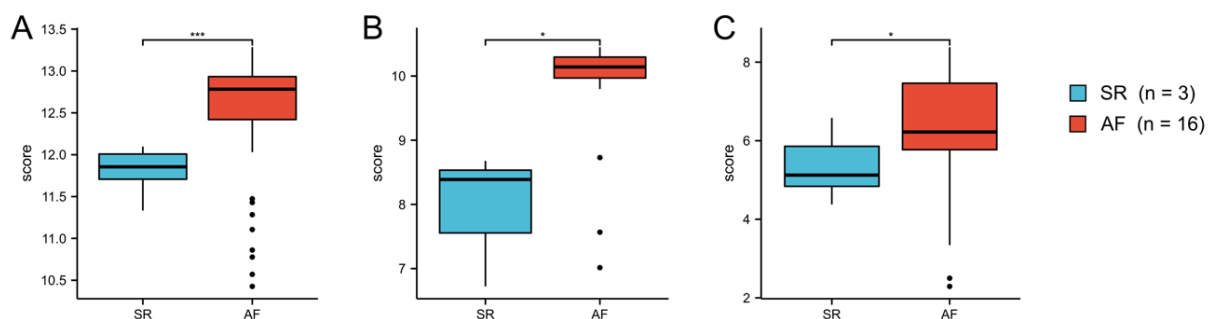 A
score
13.5
13.0
12.5
12.0
11.5
11.0
10.5
***
SR
AF
B
score
10
9
8
7
*
SR
AF
C
score
8
6
4
2
*
SR
AF
SR (n = 3)
AF (n = 16)